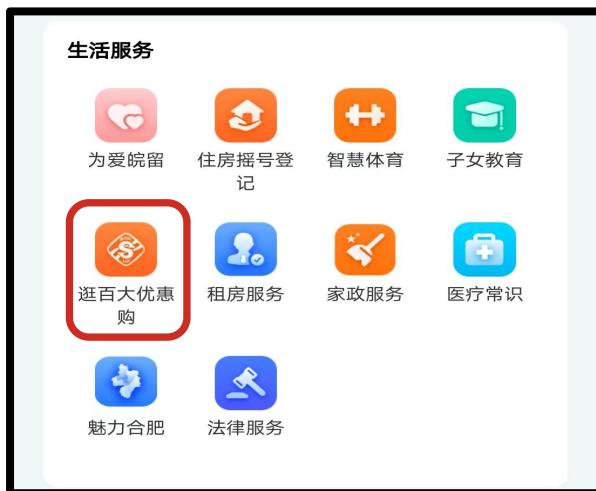 生活服务
为爱皖留
住房摇号登
记
智慧体育
子女教育
逛百大优惠
购
租房服务
家政服务
医疗常识
魅力合肥
法律服务